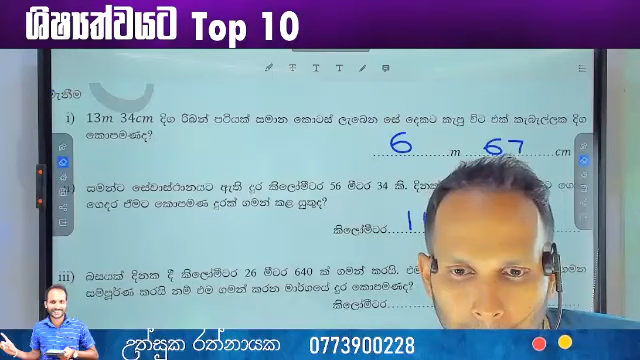 ශිෂ්‍යත්වයට Top 10
මැනීම
i) 13m 34cm දිග රිබන් පටියක් සමාන කොටස් ලැබෙන සේ දෙකට කැපූ විට එක් කැබැල්ලක දිග
කොපමණද?
6 m 67 cm
සමන්ට සේවාස්ථානයට ඇති දුර කිලෝමීටර 56 මීටර 34 කි.
ගෙදර ඒමට කොපමණ දුරක් ගමන් කළ යුතුද?
කිලෝමීටර 11
iii) බසයක් දිනක දී කිලෝමීටර 26 මීටර 640 ක් ගමන් කරයි.
සම්පූර්ණ කරයි නම් එම ගමන් කරන මාර්ගයේ දුර කොපමණද?
කිලෝමීටර
උත්සුක රත්නායක 0773900228